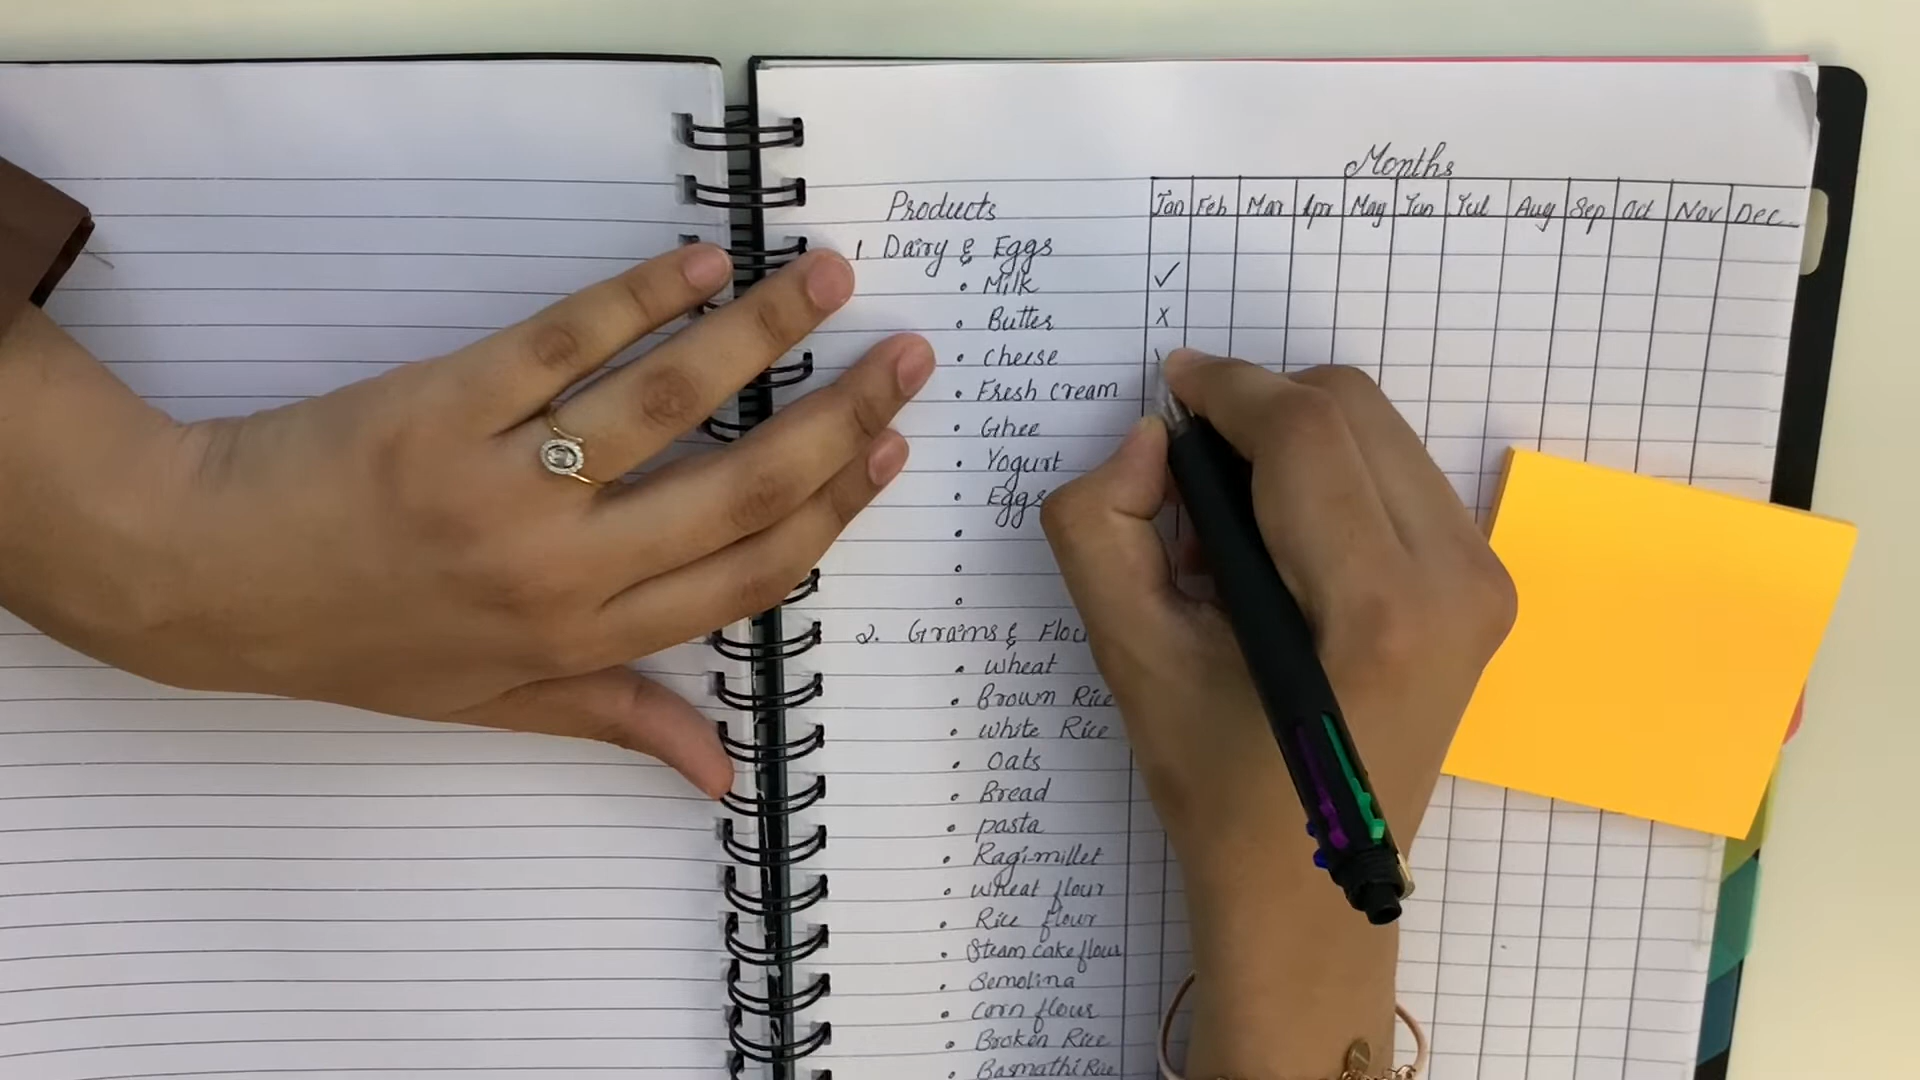 Months
Products Jan Feb Mar Apr May Jun Jul Aug Sep Oct Nov Dec
1. Dairy & Eggs
• Milk ✓
• Butter x
• cheese
• Fresh cream
• Ghee
• Yogurt
• Eggs
•
•
•
2. Grains & Flou
• wheat
• Brown Rice
• white Rice
• Oats
• Bread
• pasta
• Ragi-millet
• wheat flour
• Rice flour
• Steam cake flour
• Semolina
• corn flour
• Broken Rice
• Basmathi Rice